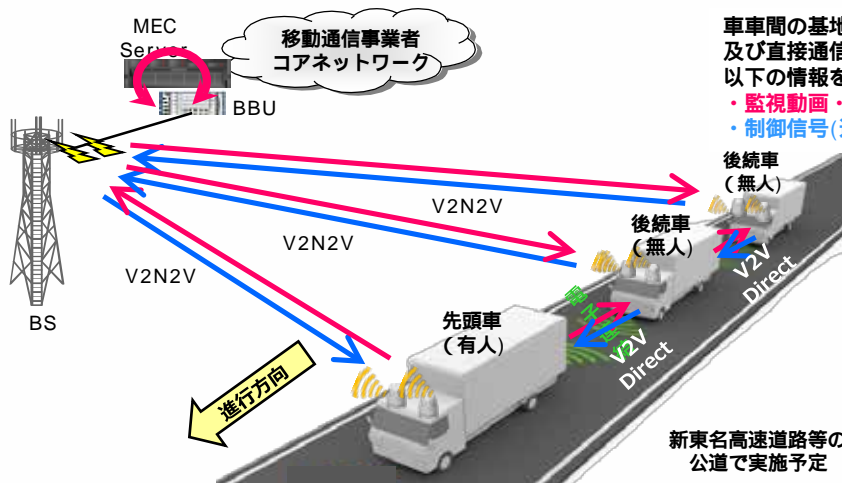 MEC
Server
移動通信事業者
コアネットワーク
BBU
車車間の基地
及び直接通信
以下の情報を
・監視動画・
・制御信号(
後続車
(無人)
後続車
(無人)
V2N2V
V2N2V
V2N2V
BS
先頭車
(有人)
電子連結
V2V
Direct
V2V
Direct
進行方向
新東名高速道路等の
公道で実施予定